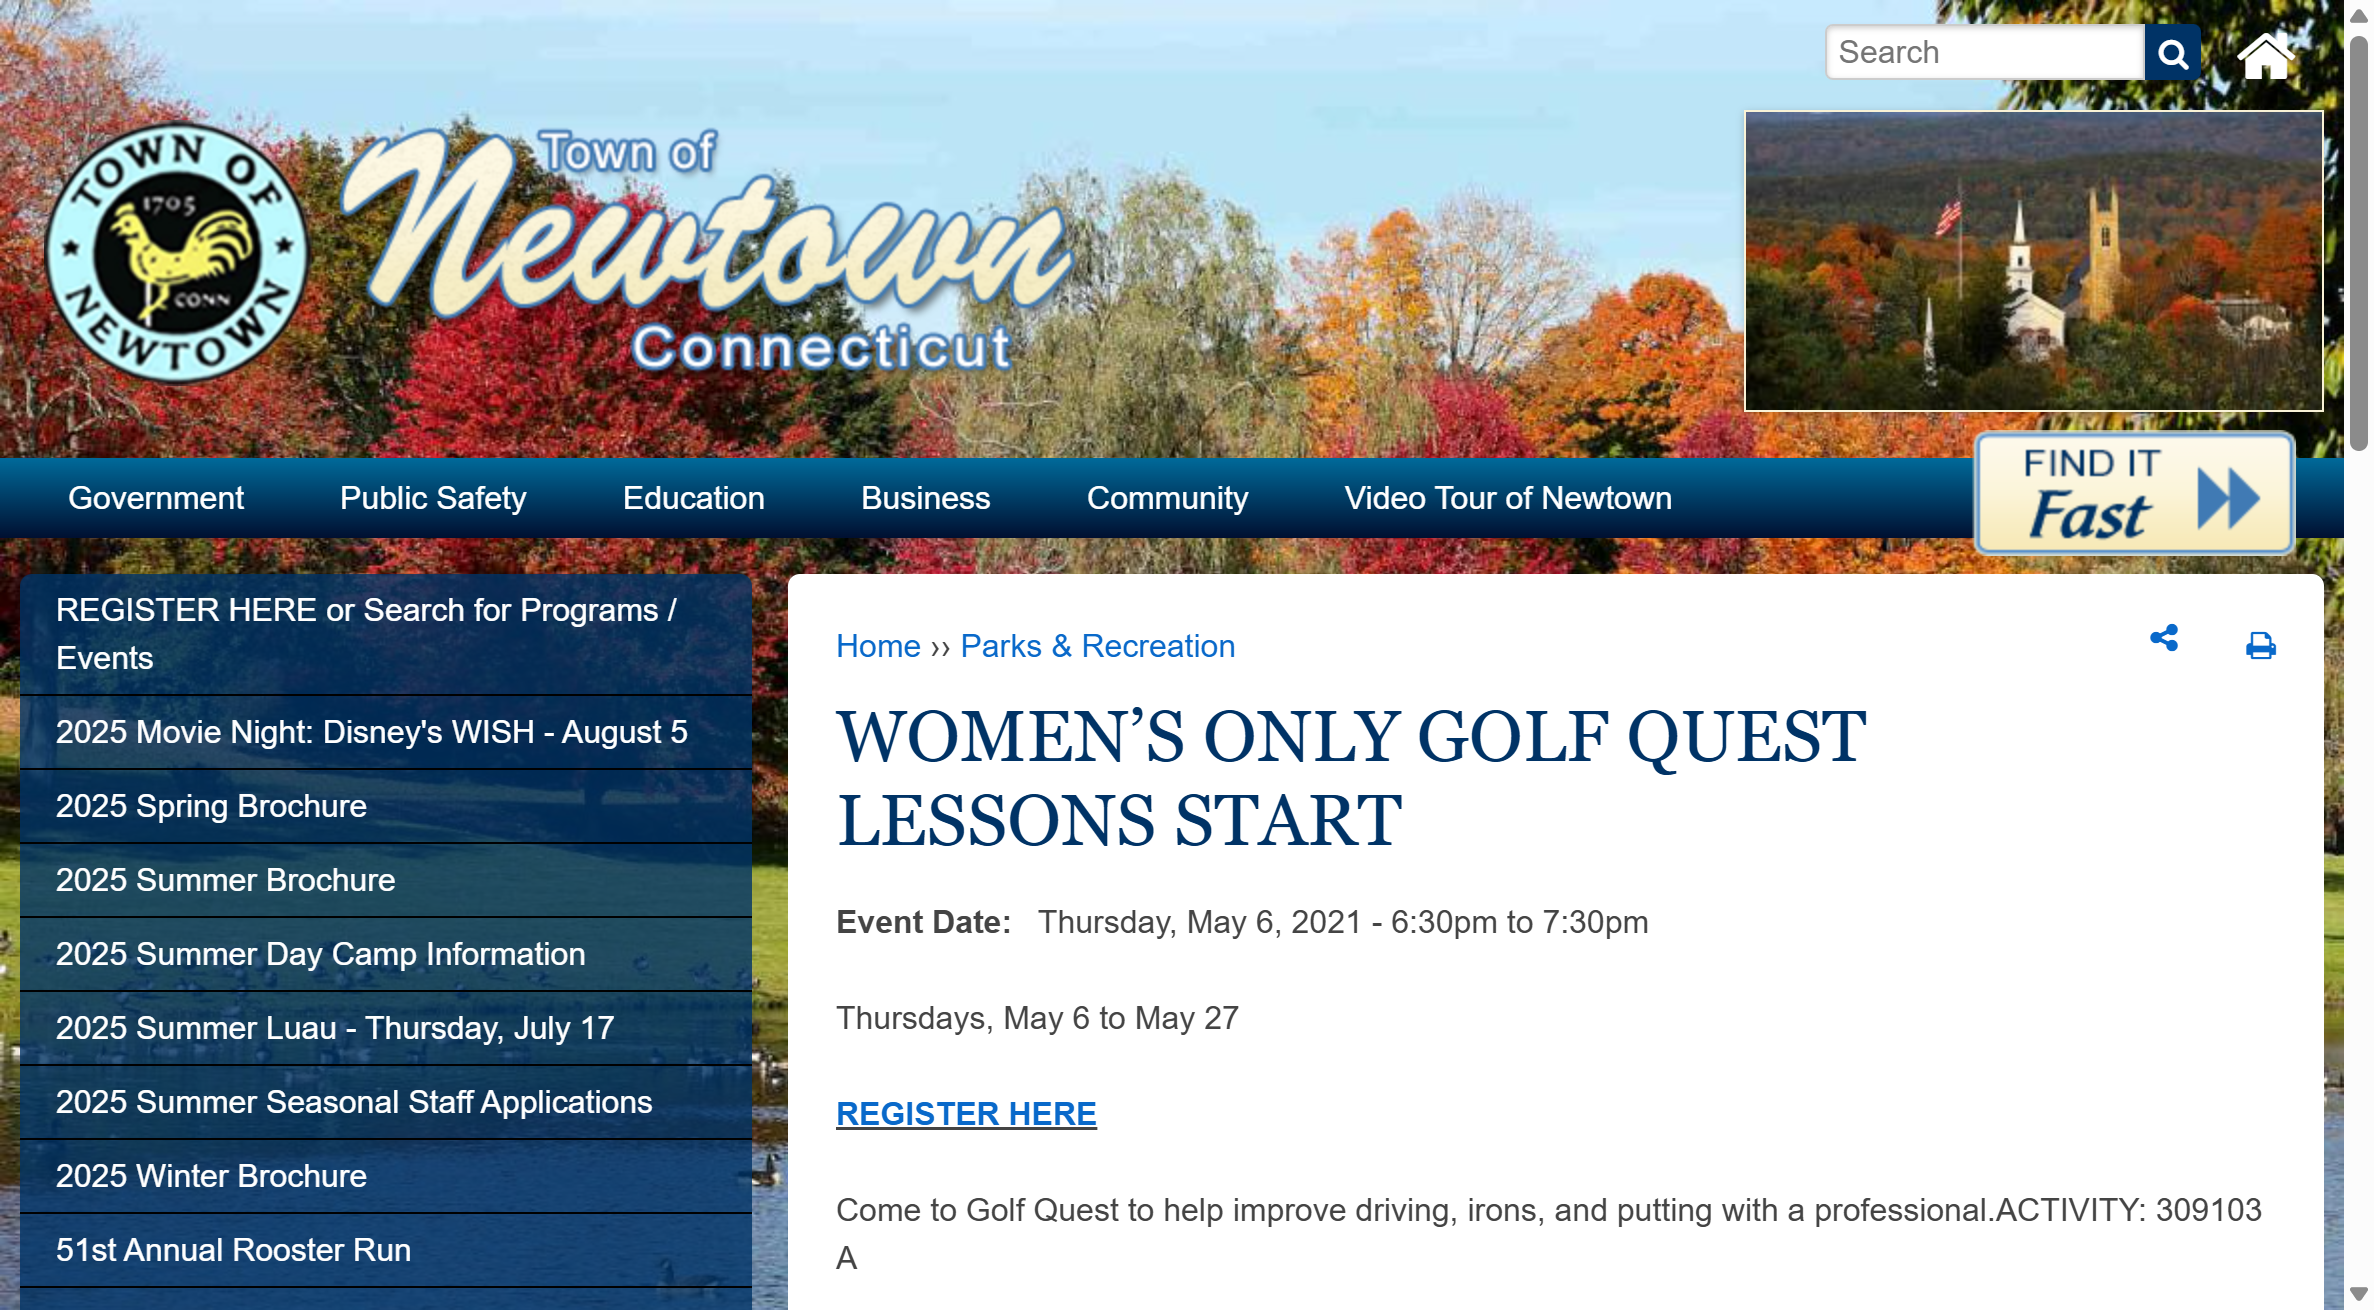 Search
TOWN OF
1705
CONN
NEWTOWN
Town of
Newtown
Connecticut
FIND IT
Fast
Government
Public Safety
Education
Business
Community
Video Tour of Newtown
REGISTER HERE or Search for Programs /
Events
2025 Movie Night: Disney's WISH - August 5
2025 Spring Brochure
2025 Summer Brochure
2025 Summer Day Camp Information
2025 Summer Luau - Thursday, July 17
2025 Summer Seasonal Staff Applications
2025 Winter Brochure
51st Annual Rooster Run
Home ›› Parks & Recreation
WOMEN’S ONLY GOLF QUEST
LESSONS START
Event Date: Thursday, May 6, 2021 - 6:30pm to 7:30pm
Thursdays, May 6 to May 27
REGISTER HERE
Come to Golf Quest to help improve driving, irons, and putting with a professional.ACTIVITY: 309103
A